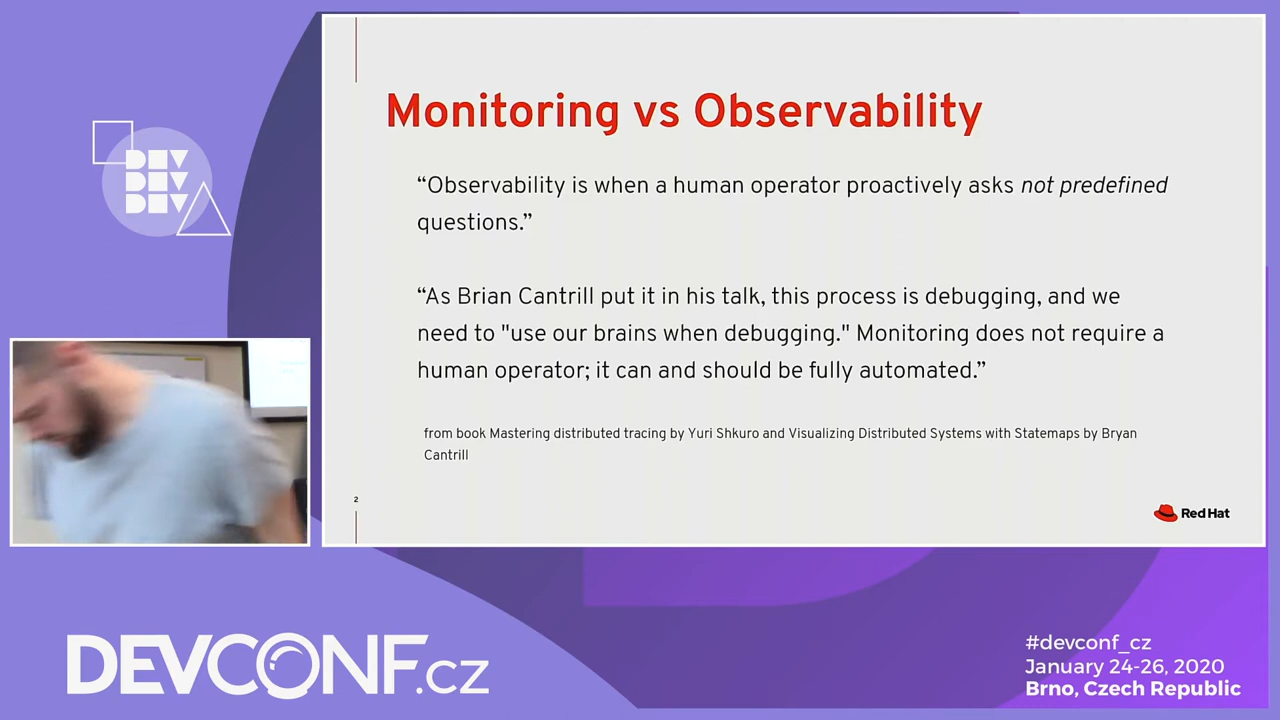 DEV
DEV
DEV
Monitoring vs Observability
“Observability is when a human operator proactively asks not predefined
questions.”
“As Brian Cantrill put it in his talk, this process is debugging, and we
need to "use our brains when debugging." Monitoring does not require a
human operator; it can and should be fully automated.”
from book Mastering distributed tracing by Yuri Shkuro and Visualizing Distributed Systems with Statemaps by Bryan
Cantrill
2
Red Hat
DEVCONF.cz
#devconf_cz
January 24-26, 2020
Brno, Czech Republic